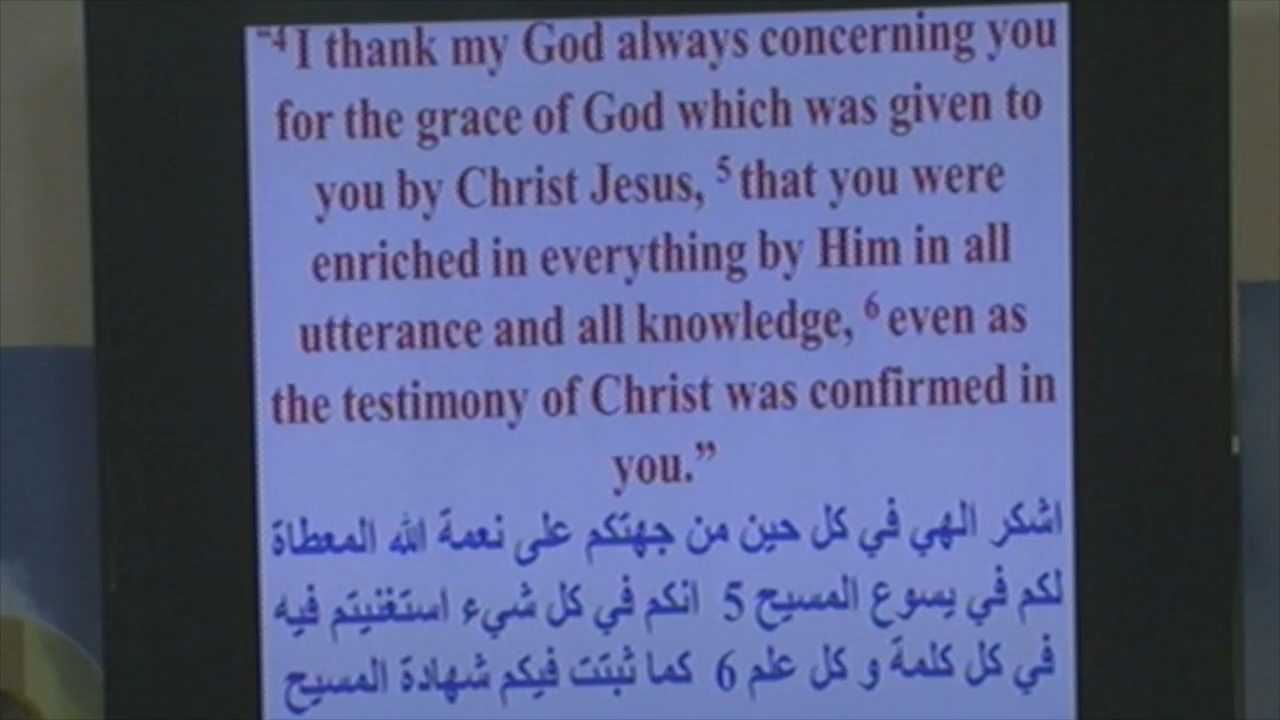 "4 I thank my God always concerning you
for the grace of God which was given to
you by Christ Jesus, 5 that you were
enriched in everything by Him in all
utterance and all knowledge, 6 even as
the testimony of Christ was confirmed in
you.”
اشكر الهي في كل حين من جهتكم على نعمة الله المعطاة
لكم في يسوع المسيح 5 انكم في كل شيء استغنيتم فيه
في كل كلمة و كل علم 6 كما ثبتت فيكم شهادة المسيح